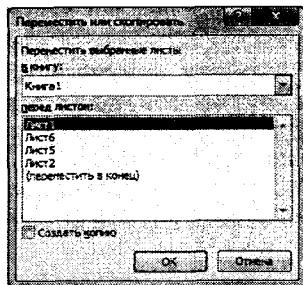 Переместить или скопировать
Переместить выбранные листы
в книгу:
Книга1
перед листом:
Лист1
Лист6
Лист5
Лист2
(переместить в конец)
Создать копию
ОК
Отмена